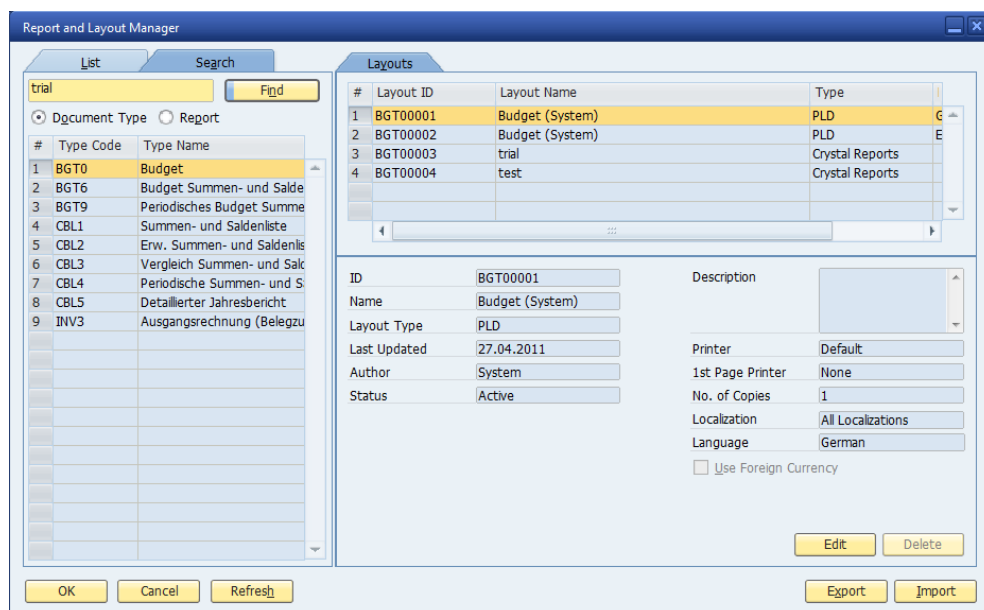 Report and Layout Manager
List Search
trial Find
Document Type Report
# Type Code Type Name
1 BGT0 Budget
2 BGT6 Budget Summen- und Salde
3 BGT9 Periodisches Budget Summe
4 CBL1 Summen- und Saldenliste
5 CBL2 Erw. Summen- und Saldenlis
6 CBL3 Vergleich Summen- und Sald
7 CBL4 Periodische Summen- und S
8 CBL5 Detaillierter Jahresbericht
9 INV3 Ausgangsrechnung (Belegzu
Layouts
# Layout ID Layout Name Type
1 BGT00001 Budget (System) PLD G
2 BGT00002 Budget (System) PLD E
3 BGT00003 trial Crystal Reports
4 BGT00004 test Crystal Reports
ID BGT00001
Name Budget (System)
Layout Type PLD
Last Updated 27.04.2011
Author System
Status Active
Description
Printer Default
1st Page Printer None
No. of Copies 1
Localization All Localizations
Language German
Use Foreign Currency
Edit Delete
OK Cancel Refresh Export Import